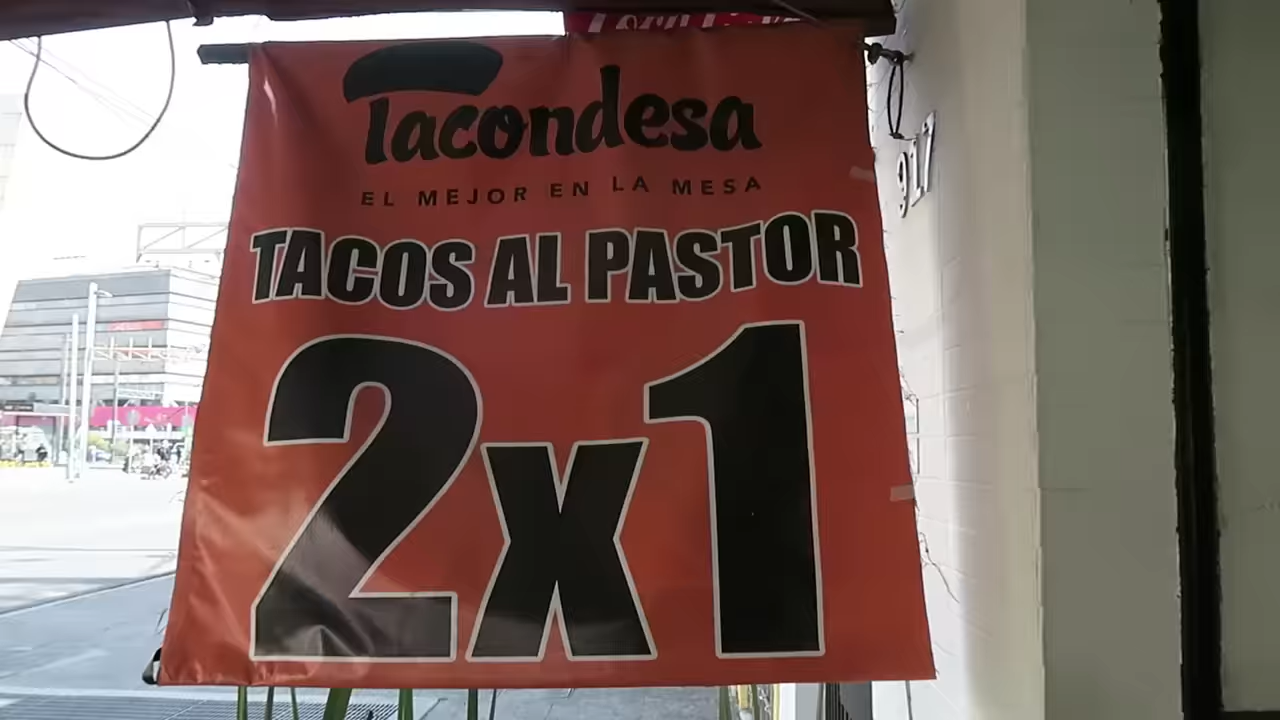 Tacondesa
EL MEJOR EN LA MESA
TACOS AL PASTOR
2x1
917